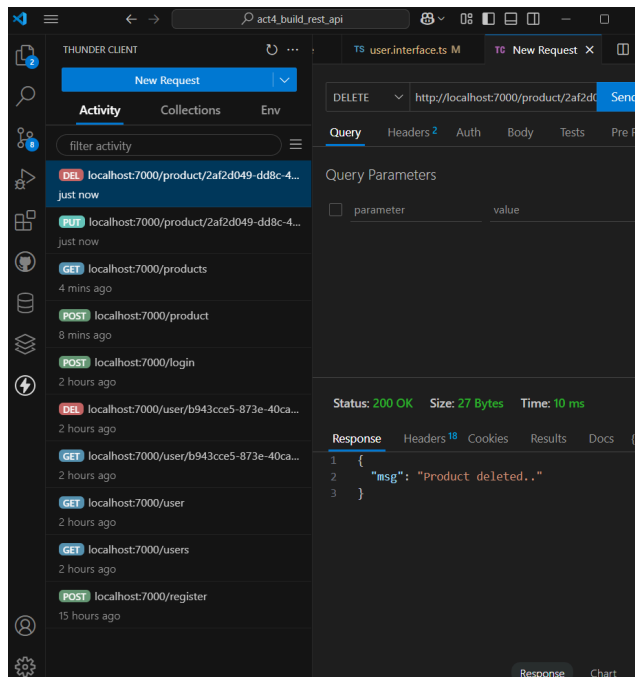 act4_build_rest_api
THUNDER CLIENT
New Request
Activity Collections Env
filter activity
DEL localhost:7000/product/2af2d049-dd8c-4...
just now
PUT localhost:7000/product/2af2d049-dd8c-4...
just now
GET localhost:7000/products
4 mins ago
POST localhost:7000/product
8 mins ago
POST localhost:7000/login
2 hours ago
DEL localhost:7000/user/b943cce5-873e-40ca...
2 hours ago
GET localhost:7000/user/b943cce5-873e-40ca...
2 hours ago
GET localhost:7000/user
2 hours ago
GET localhost:7000/users
2 hours ago
POST localhost:7000/register
15 hours ago
2
8
TS user.interface.ts M TC New Request
DELETE http://localhost:7000/product/2af2d0 Send
Query Headers 2 Auth Body Tests Pre
Query Parameters
parameter value
Status: 200 OK Size: 27 Bytes Time: 10 ms
Response Headers 18 Cookies Results Docs {
1 {
2 "msg": "Product deleted.."
3 }
Response Chart